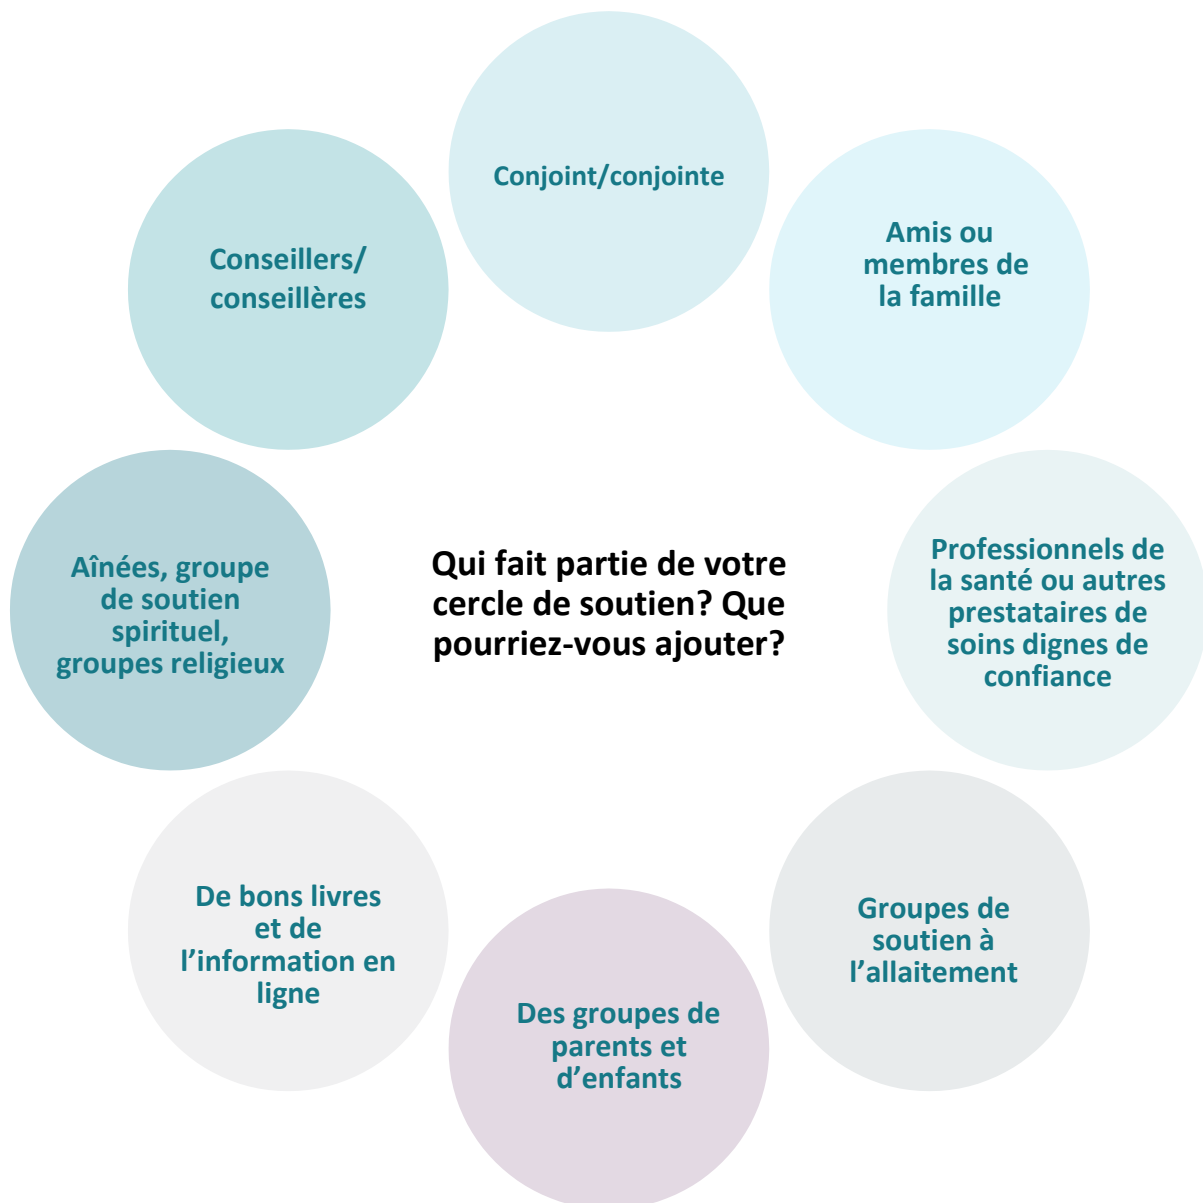 Conjoint/conjointe
Amis ou
membres de
la famille
Professionnels de
la santé ou autres
prestataires de
soins dignes de
confiance
Groupes de
soutien à
l’allaitement
Des groupes de
parents et
d’enfants
De bons livres
et de
l’information en
ligne
Aînées, groupe
de soutien
spirituel,
groupes religieux
Conseillers/
conseillères
Qui fait partie de votre
cercle de soutien? Que
pourriez-vous ajouter?